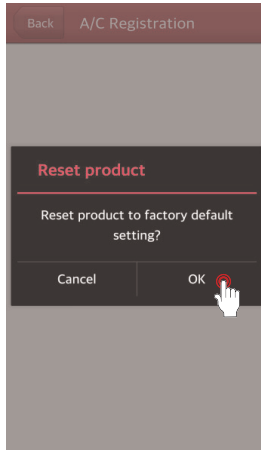 Back
A/C Registration
Reset product
Reset product to factory default
setting?
Cancel
OK